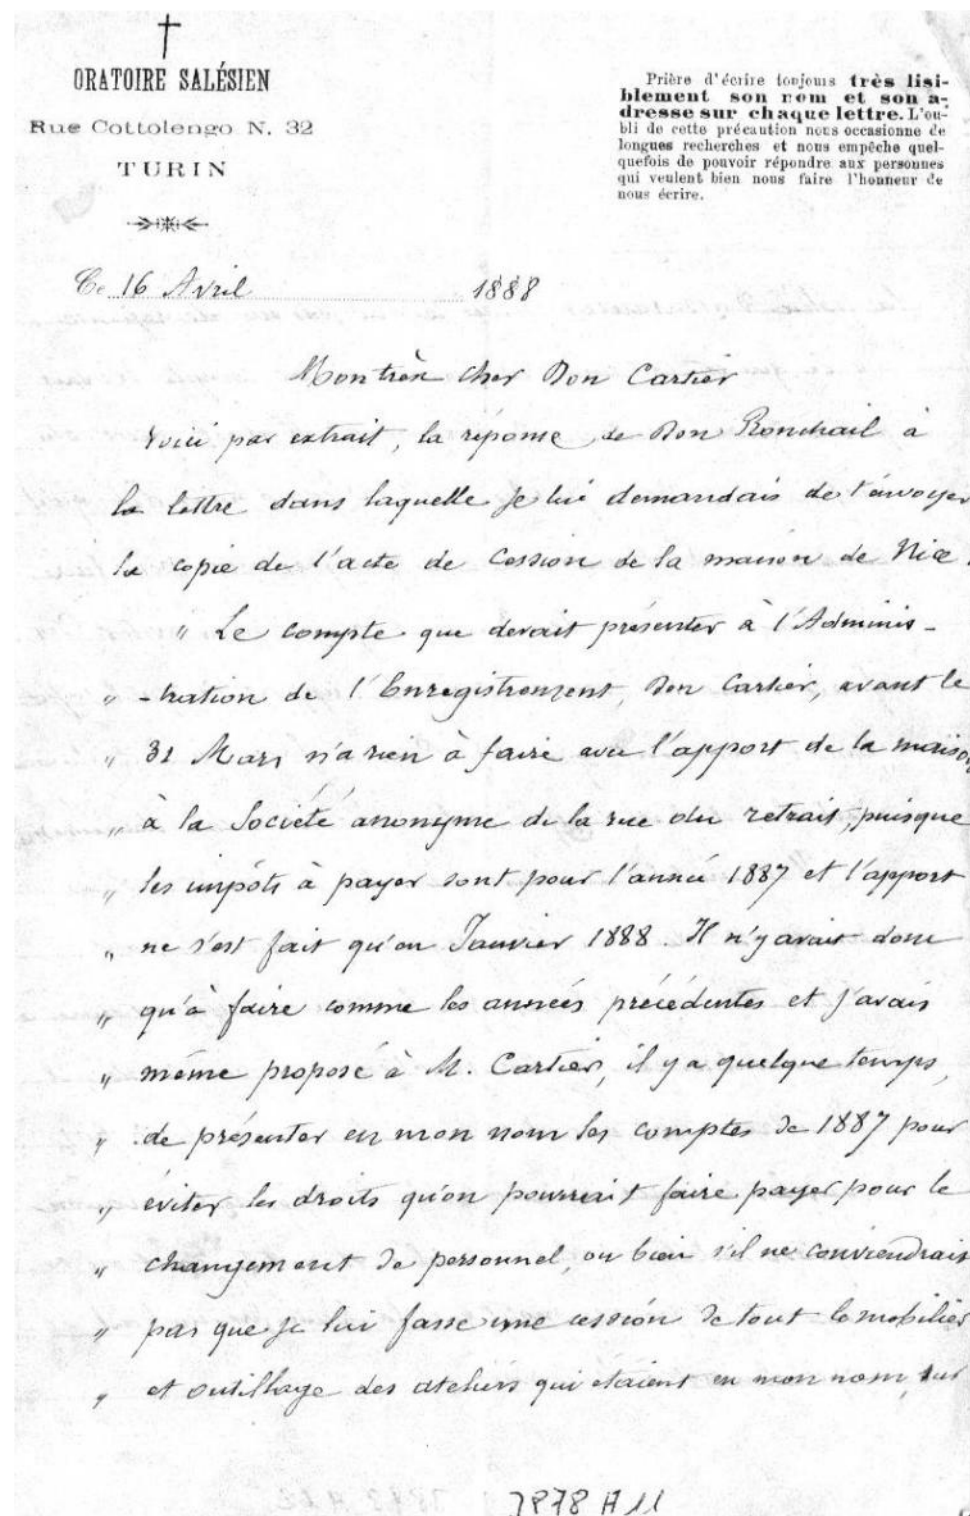 ORATOIRE SALÉSIEN
Rue Cottolengo N. 32
TURIN
Prière d'écrire toujours très lisi-
blement son nom et son a-
dresse sur chaque lettre. L'ou-
bli de cette précaution nous occasionne de
longues recherches et nous empêche quel-
quefois de pouvoir répondre aux personnes
qui veulent bien nous faire l'honneur de
nous écrire.
Ce 16 Avril 1888
Mon très cher Don Cartier
Voici par extrait, la réponse de Don Ronchail à
la lettre dans laquelle je lui demandais de t'envoyer
la copie de l'acte de Cession de la maison de Nice.
" Le compte que devait présenter à l'Adminis-
" -tration de l'Enregistrement, Don Cartier, avant le
" 31 Mars n'a rien à faire avec l'apport de la maison
" à la Société anonyme de la rue du retrait, puisque
" les impôts à payer sont pour l'année 1887 et l'apport
" ne s'est fait qu'en Janvier 1888. Il n'y avait donc
" qu'à faire comme les années précédentes et j'avais
" même proposé à M. Cartier, il y a quelque temps,
" de présenter en mon nom les comptes de 1887 pour
" éviter les droits qu'on pourrait faire payer pour le
" changement de personnel, ou bien s'il ne conviendrait
" pas que je lui fasse une cession de tout le mobilier
" et outillage des ateliers qui étaient en mon nom, sur
3878 A 11